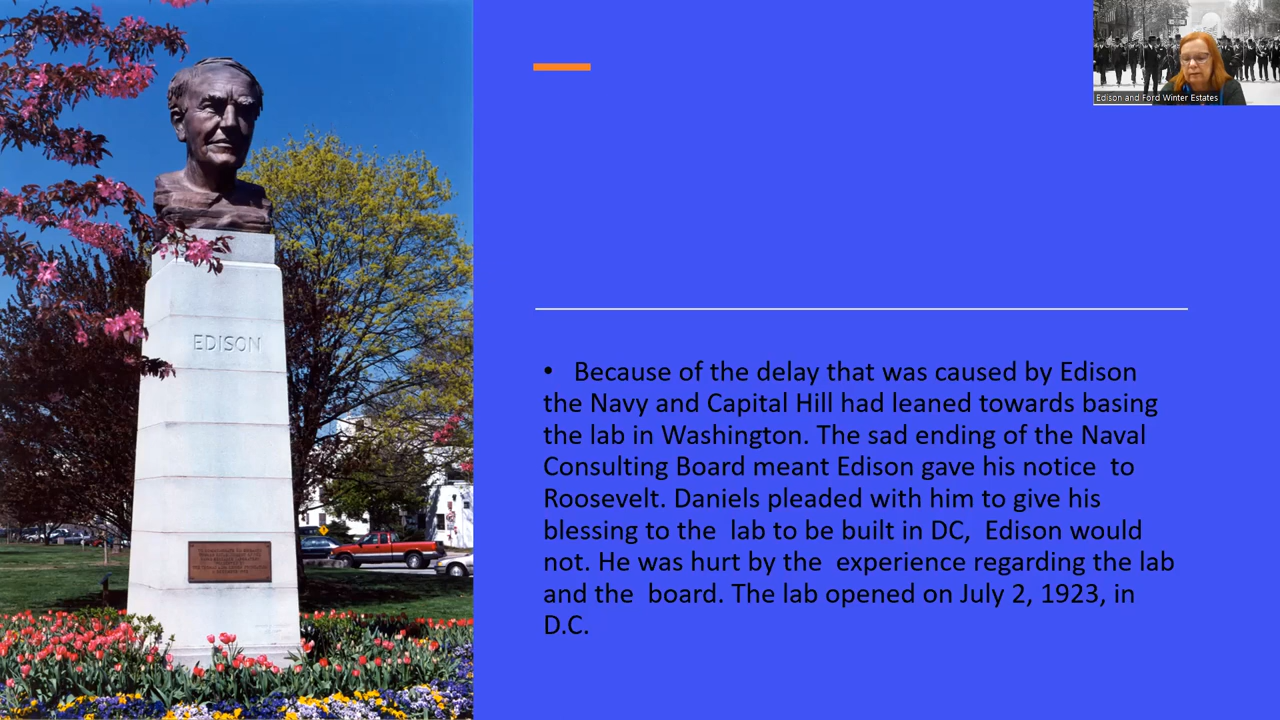 Edison and Ford Winter Estates
EDISON
• Because of the delay that was caused by Edison
the Navy and Capital Hill had leaned towards basing
the lab in Washington. The sad ending of the Naval
Consulting Board meant Edison gave his notice to
Roosevelt. Daniels pleaded with him to give his
blessing to the lab to be built in DC, Edison would
not. He was hurt by the experience regarding the lab
and the board. The lab opened on July 2, 1923, in
D.C.